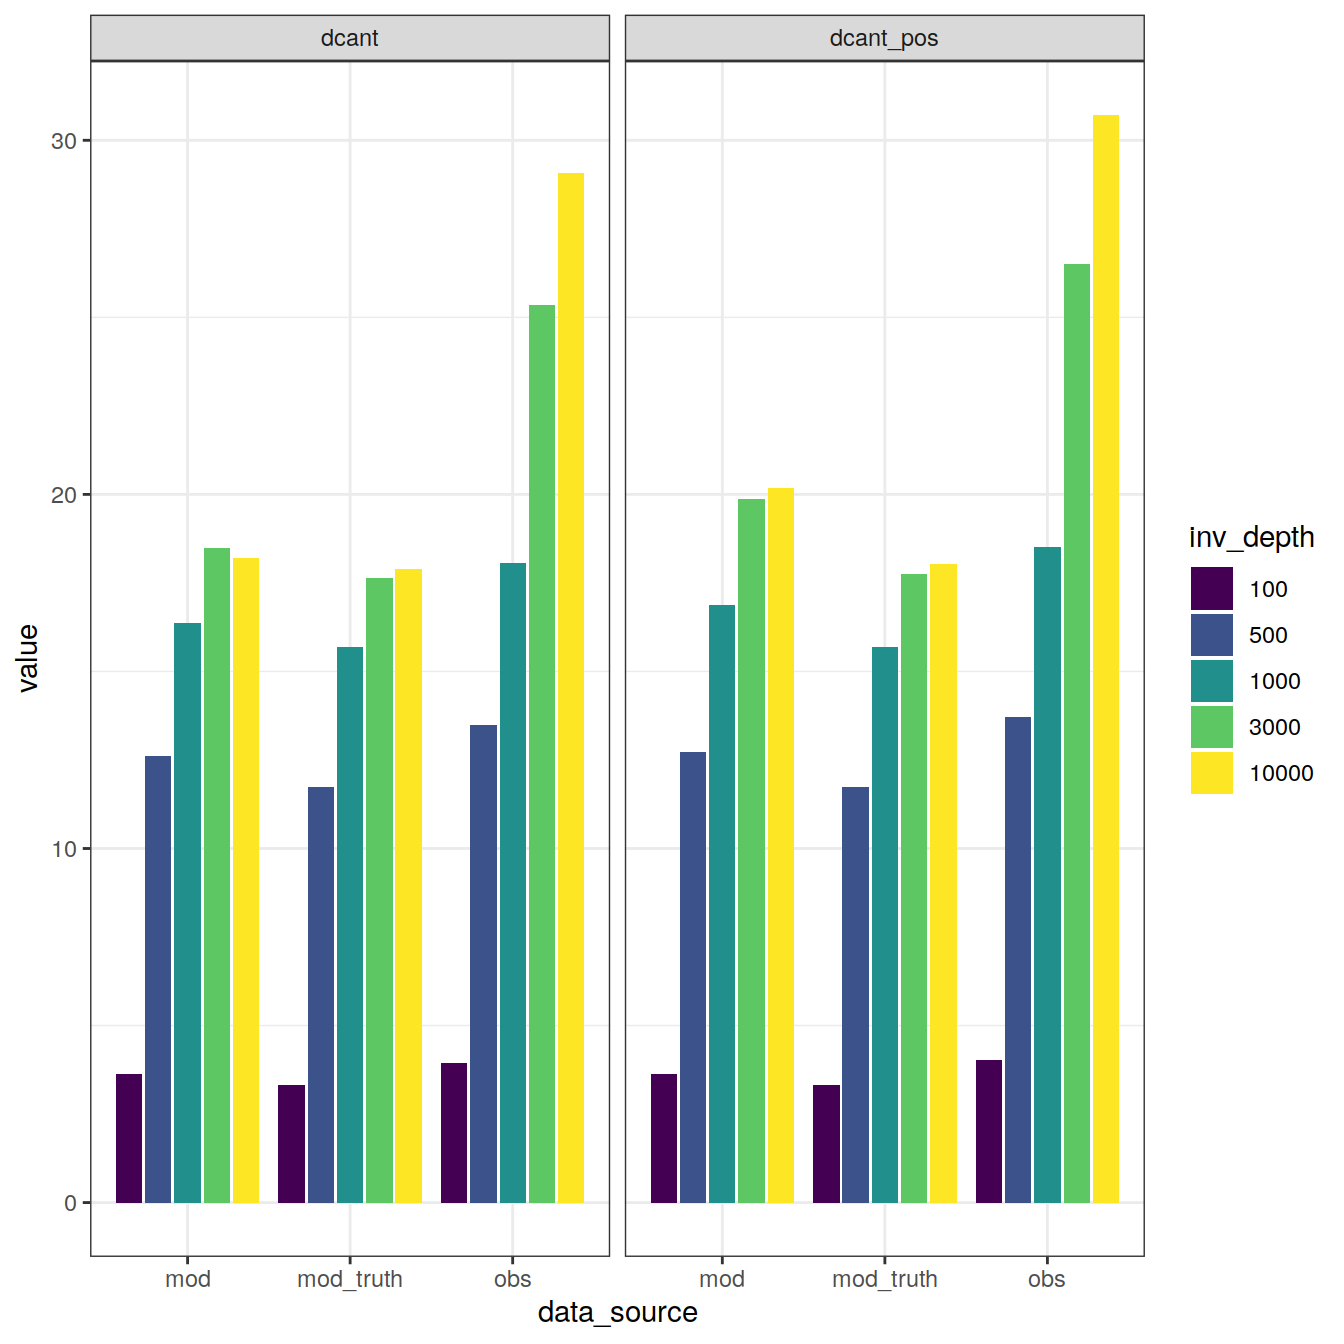 dcant
dcant_pos
30
20
10
0
value
mod
mod_truth
obs
mod
mod_truth
obs
data_source
inv_depth
100
500
1000
3000
10000